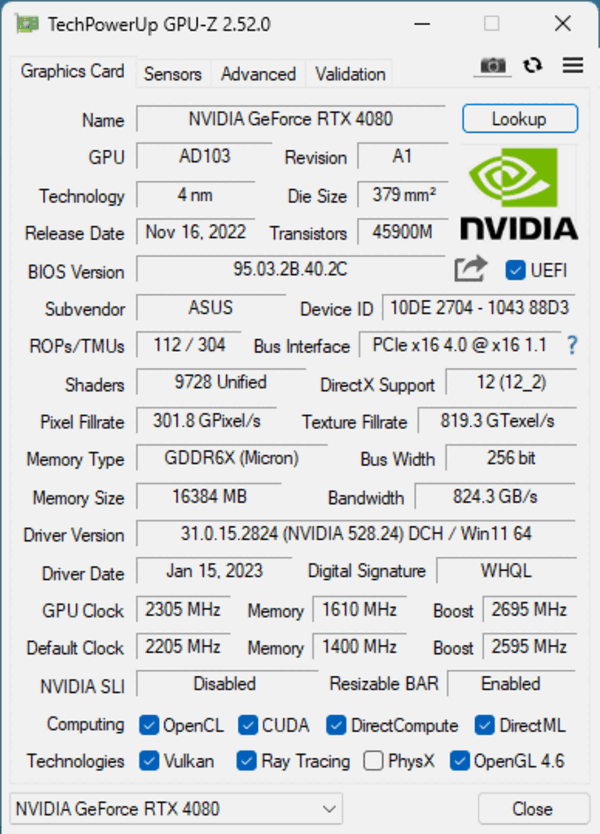 TechPowerUp GPU-Z 2.52.0
Graphics Card Sensors Advanced Validation
Name NVIDIA GeForce RTX 4080 Lookup
GPU AD103 Revision A1
Technology 4 nm Die Size 379 mm²
Release Date Nov 16, 2022 Transistors 45900M
NVIDIA
BIOS Version 95.03.2B.40.2C UEFI
Subvendor ASUS Device ID 10DE 2704 - 1043 88D3
ROPs/TMUs 112 / 304 Bus Interface PCIe x16 4.0 @ x16 1.1 ?
Shaders 9728 Unified DirectX Support 12 (12_2)
Pixel Fillrate 301.8 GPixel/s Texture Fillrate 819.3 GTexel/s
Memory Type GDDR6X (Micron) Bus Width 256 bit
Memory Size 16384 MB Bandwidth 824.3 GB/s
Driver Version 31.0.15.2824 (NVIDIA 528.24) DCH / Win11 64
Driver Date Jan 15, 2023 Digital Signature WHQL
GPU Clock 2305 MHz Memory 1610 MHz Boost 2695 MHz
Default Clock 2205 MHz Memory 1400 MHz Boost 2595 MHz
NVIDIA SLI Disabled Resizable BAR Enabled
Computing OpenCL CUDA DirectCompute DirectML
Technologies Vulkan Ray Tracing PhysX OpenGL 4.6
NVIDIA GeForce RTX 4080 Close